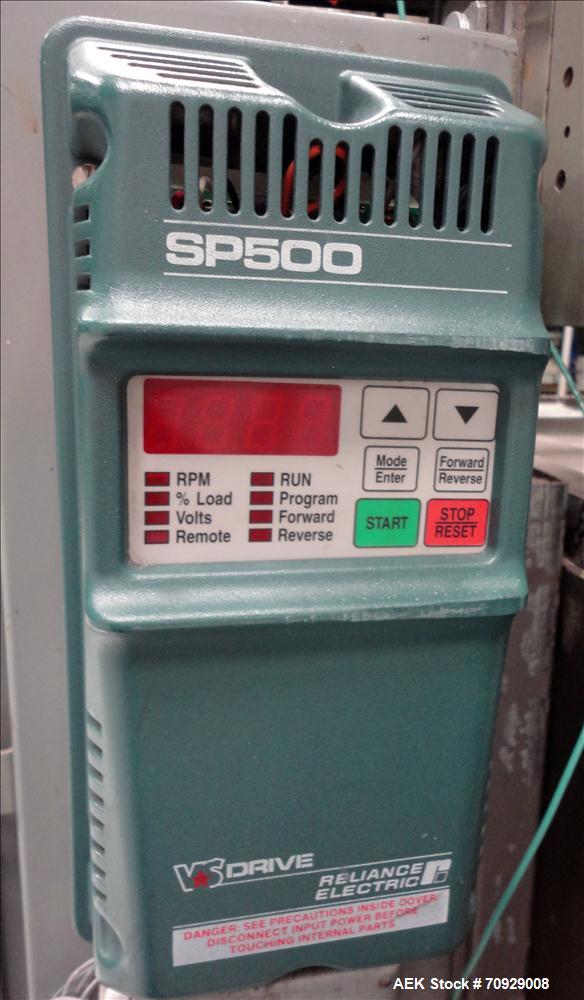 SP500
RPM
% Load
Volts
Remote
RUN
Program
Forward
Reverse
Mode
Enter
Forward
Reverse
START
STOP
RESET
VS DRIVE
RELIANCE
ELECTRIC
DANGER: SEE PRECAUTIONS INSIDE COVER
DISCONNECT INPUT POWER BEFORE
TOUCHING INTERNAL PARTS.
AEK Stock # 70929008